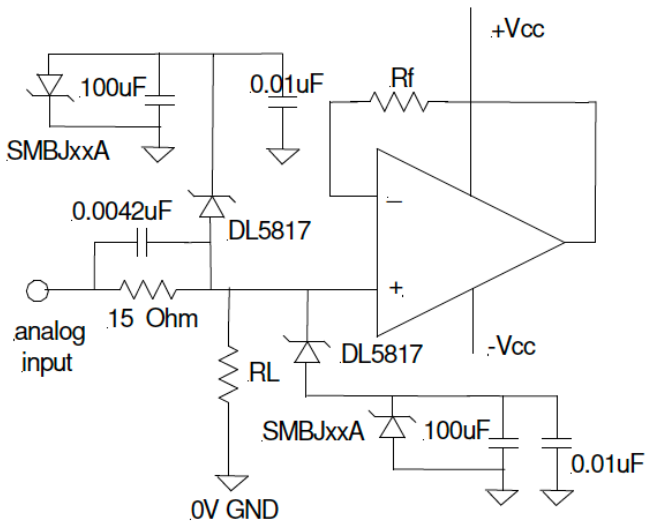 +Vcc
100uF
0.01uF
Rf
SMBJxxA
0.0042uF
DL5817
15 Ohm
analog
input
RL
DL5817
-Vcc
SMBJxxA
100uF
0.01uF
0V GND